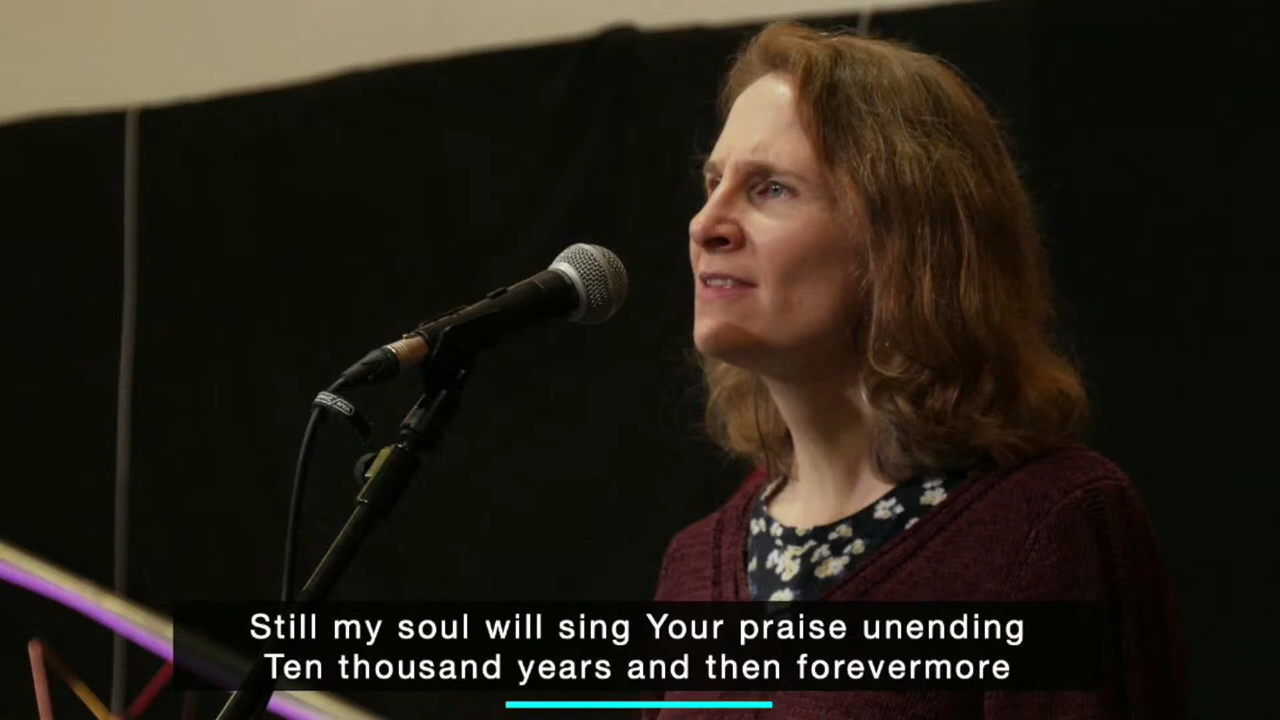 Still my soul will sing Your praise unending
Ten thousand years and then forevermore